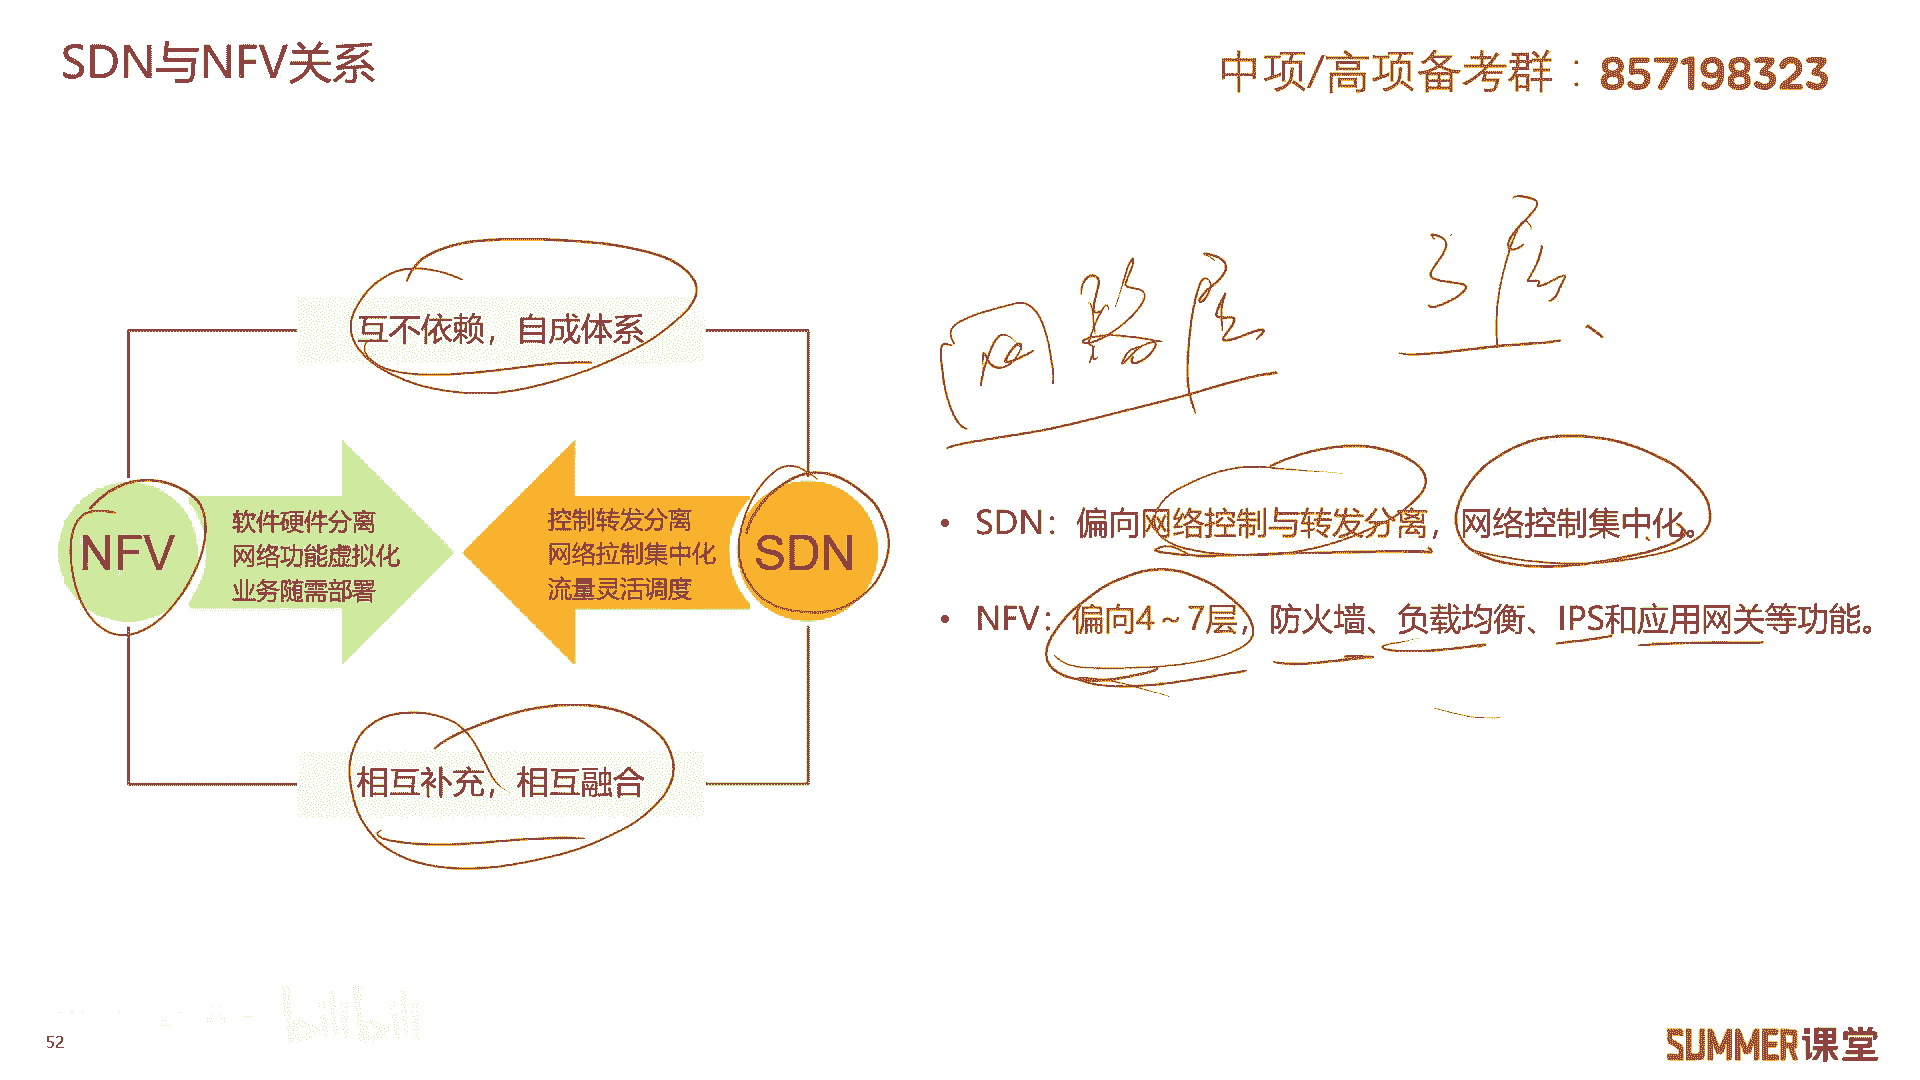 SDN与NFV关系
中项/高项备考群：857198323
互不依赖，自成体系
NFV
软件硬件分离
网络功能虚拟化
业务随需部署
控制转发分离
网络拉制集中化
流量灵活调度
SDN
相互补充，相互融合
网络层
3层、
• SDN：偏向网络控制与转发分离，网络控制集中化。
• NFV：偏向4～7层，防火墙、负载均衡、IPS和应用网关等功能。
bilibili
52
SUMMER课堂